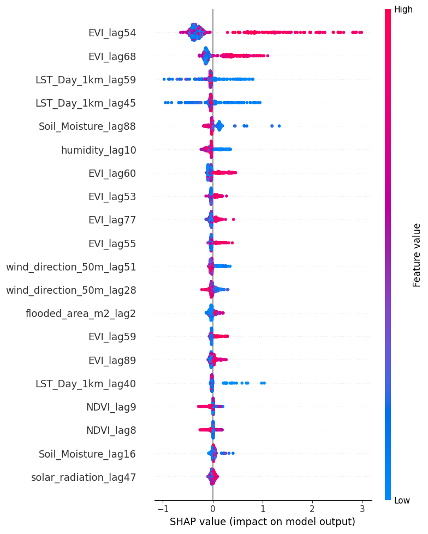 High
EVI_lag54
EVI_lag68
LST_Day_1km_lag59
LST_Day_1km_lag45
Soil_Moisture_lag88
humidity_lag10
EVI_lag60
EVI_lag53
EVI_lag77
EVI_lag55
wind_direction_50m_lag51
wind_direction_50m_lag28
flooded_area_m2_lag2
EVI_lag59
EVI_lag89
LST_Day_1km_lag40
NDVI_lag9
NDVI_lag8
Soil_Moisture_lag16
solar_radiation_lag47
Feature value
Low
−1 0 1 2 3
SHAP value (impact on model output)